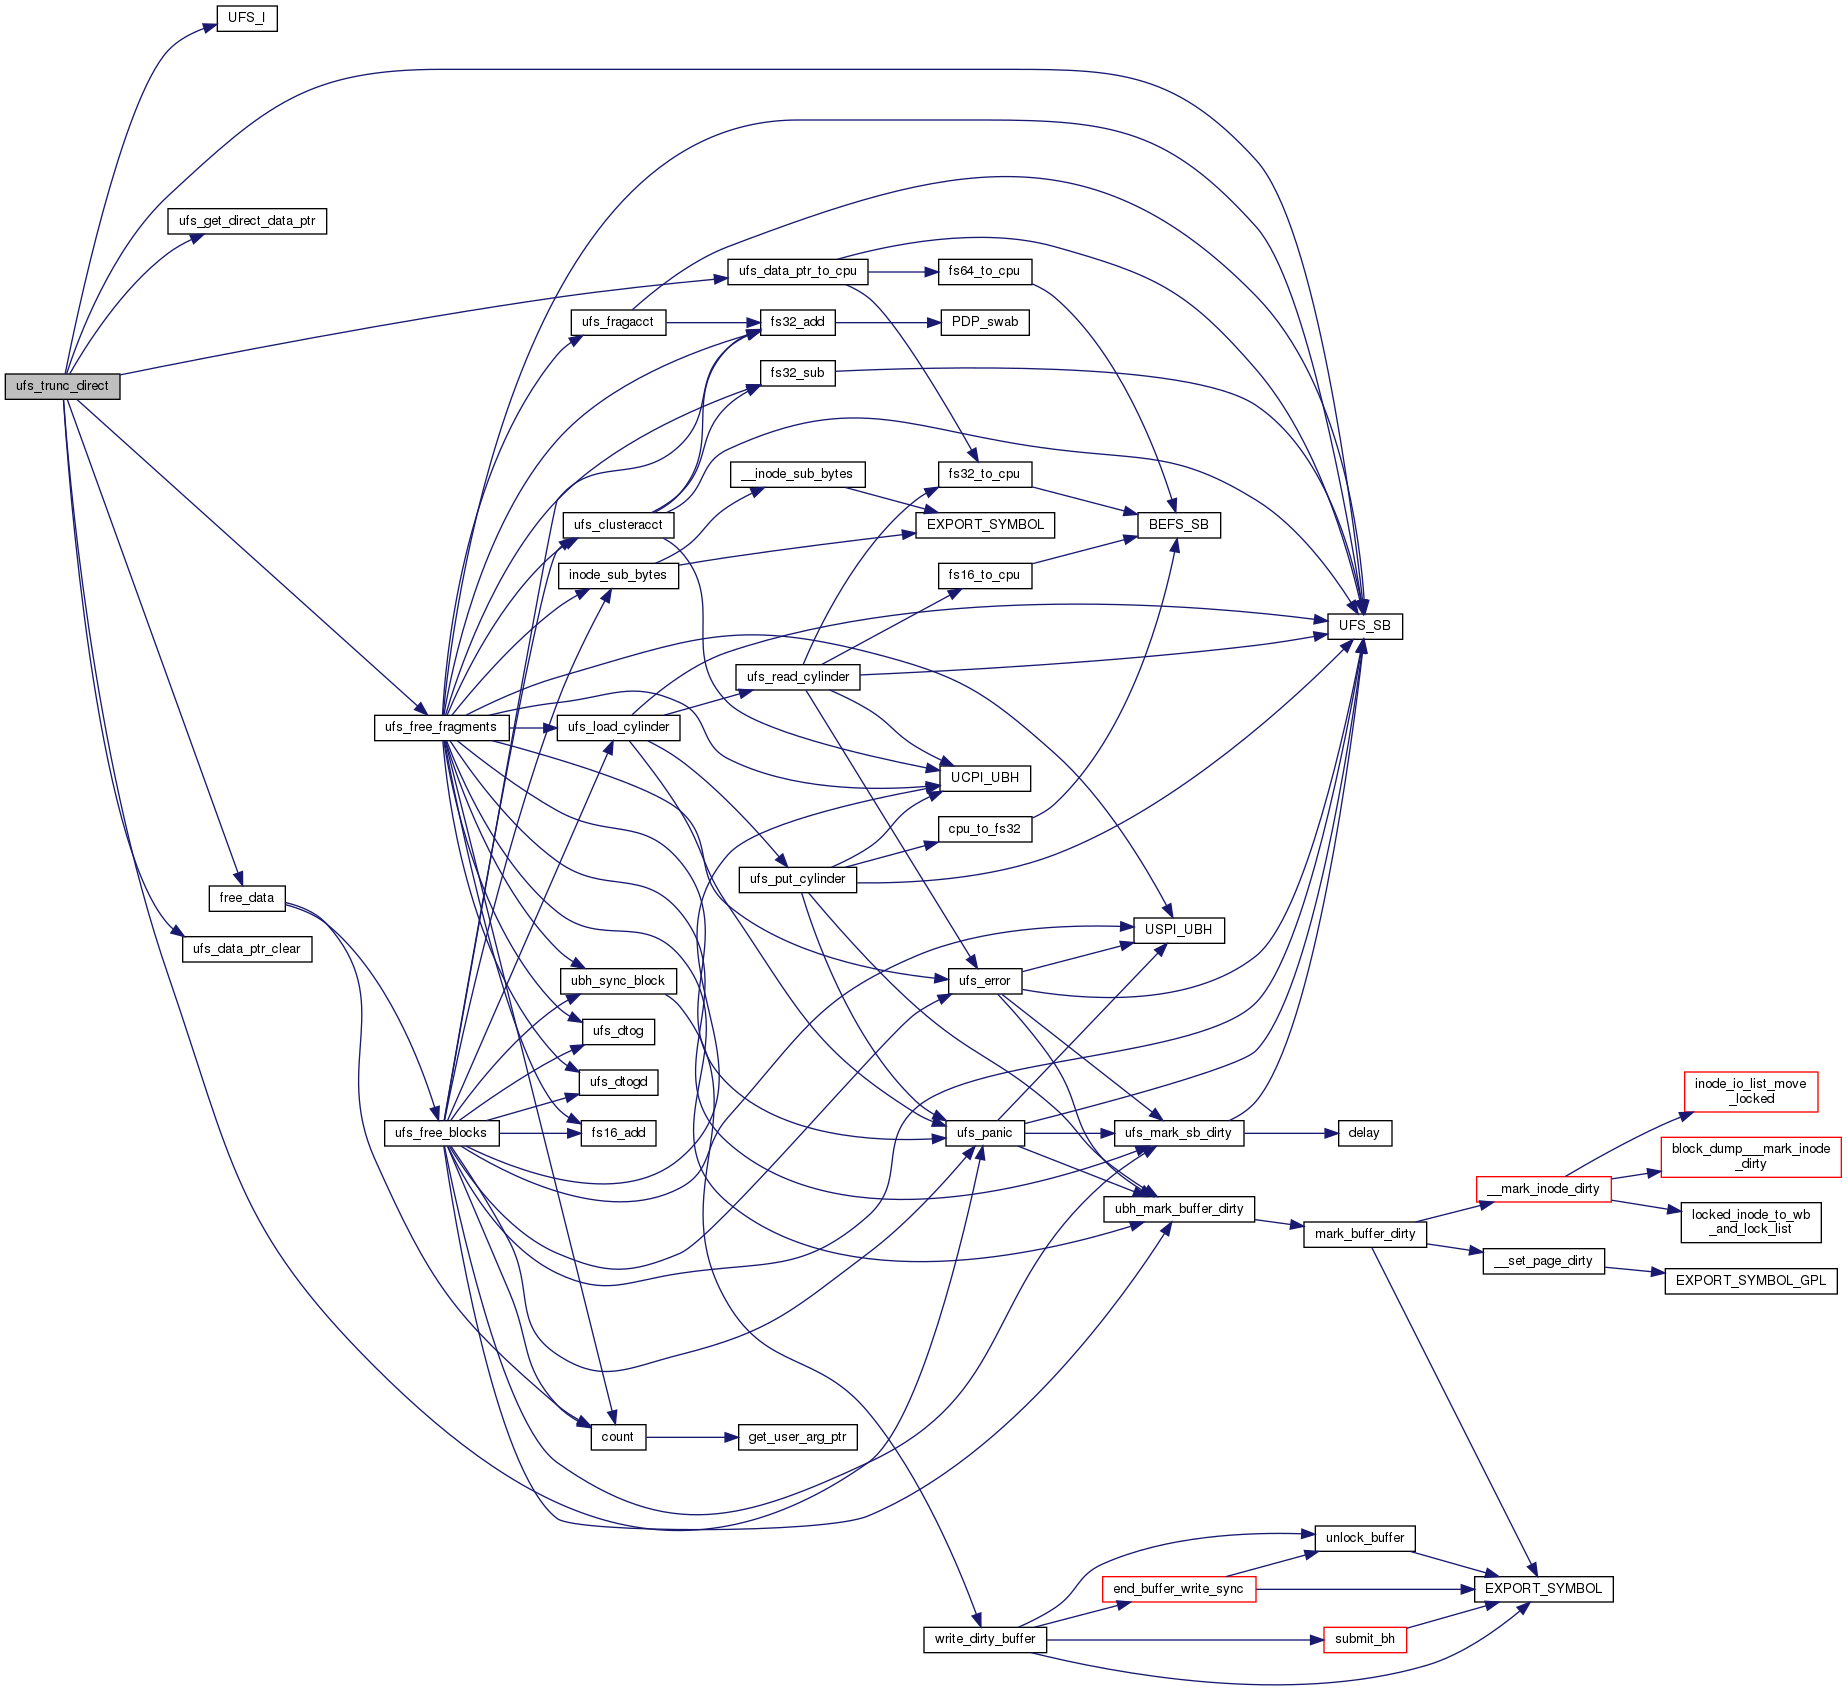 UFS_I
ufs_get_direct_data_ptr
ufs_data_ptr_to_cpu
fs64_to_cpu
ufs_fragacct
fs32_add
PDP_swab
ufs_trunc_direct
fs32_sub
__inode_sub_bytes
fs32_to_cpu
ufs_clusteracct
EXPORT_SYMBOL
BEFS_SB
inode_sub_bytes
fs16_to_cpu
UFS_SB
ufs_read_cylinder
ufs_free_fragments
ufs_load_cylinder
UCPI_UBH
cpu_to_fs32
ufs_put_cylinder
free_data
USPI_UBH
ufs_data_ptr_clear
ubh_sync_block
ufs_error
ufs_dtog
ufs_dtogd
inode_io_list_move
_locked
ufs_free_blocks
fs16_add
ufs_panic
ufs_mark_sb_dirty
delay
block_dump___mark_inode
_dirty
__mark_inode_dirty
ubh_mark_buffer_dirty
locked_inode_to_wb
_and_lock_list
mark_buffer_dirty
__set_page_dirty
EXPORT_SYMBOL_GPL
count
get_user_arg_ptr
unlock_buffer
end_buffer_write_sync
EXPORT_SYMBOL
write_dirty_buffer
submit_bh